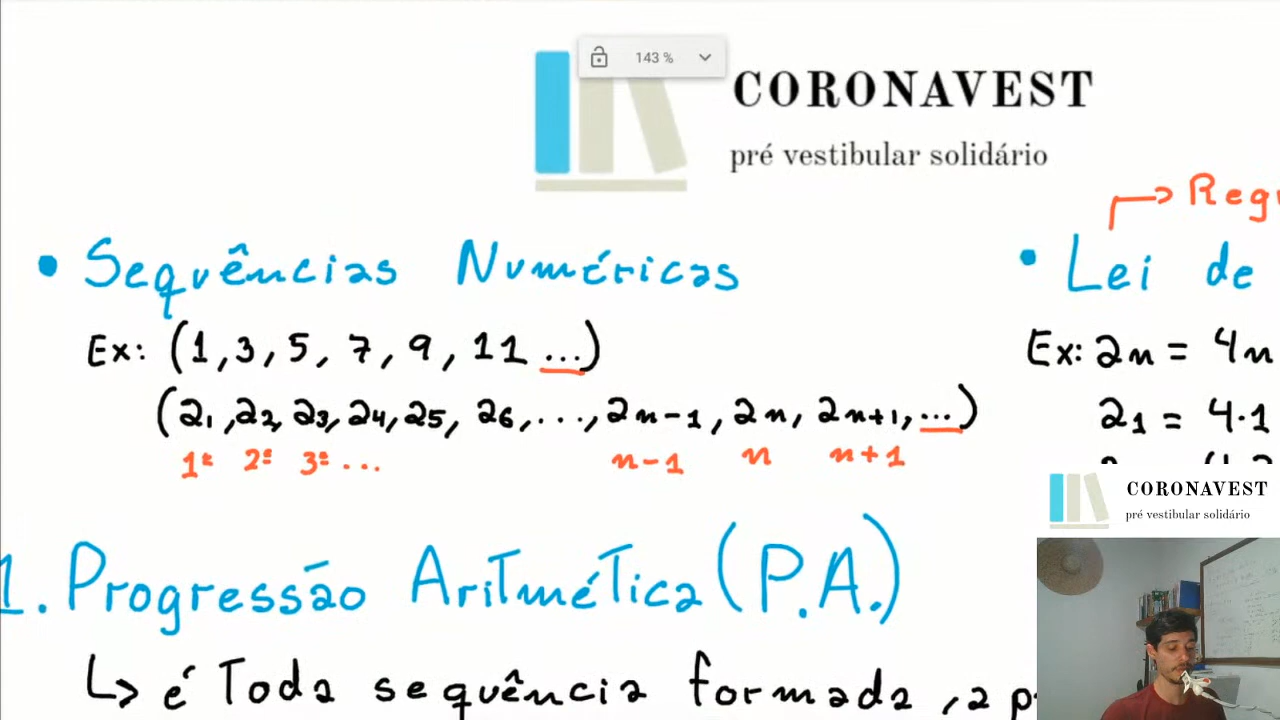 143 %
CORONAVEST
pré vestibular solidário
• Sequências Numéricas
Ex: (1, 3, 5, 7, 9, 11 ...)
(a1, a2, a3, a4, a5, a6, ..., an-1, an, an+1, ...)
1º 2º 3º ... n-1 n n+1
1. Progressão Aritmética (P.A.)
↳ é Toda sequência formada, a
• Lei de
Ex: an = 4n
a1 = 4·1
CORONAVEST
pré vestibular solidário